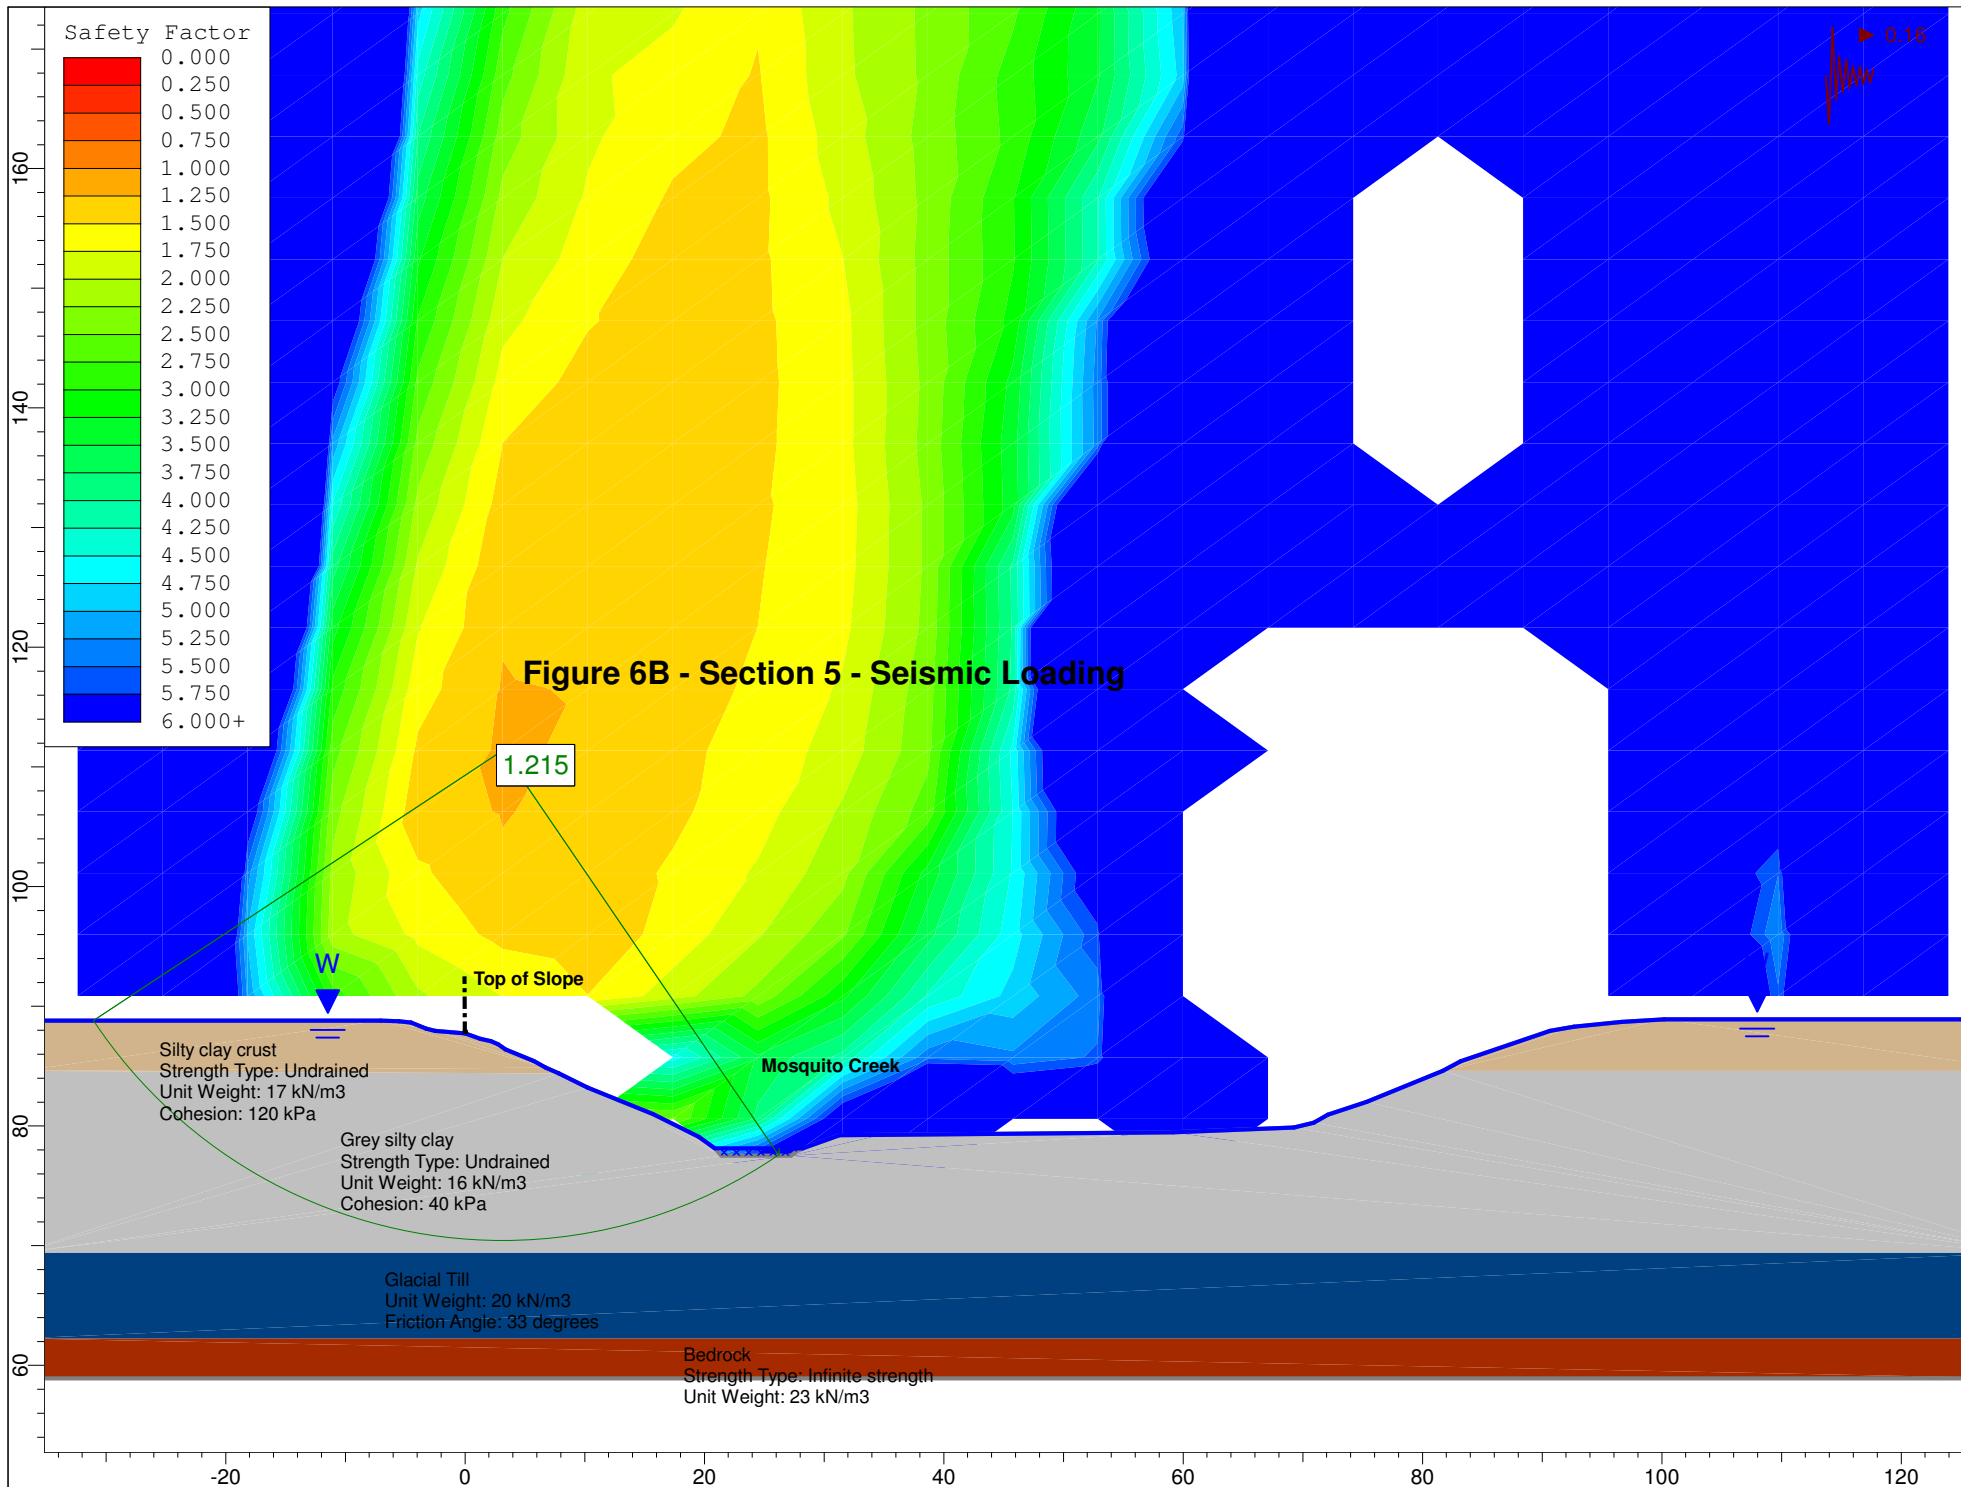 Safety Factor
0.000
0.250
0.500
0.750
1.000
1.250
1.500
1.750
2.000
2.250
2.500
2.750
3.000
3.250
3.500
3.750
4.000
4.250
4.500
4.750
5.000
5.250
5.500
5.750
6.000+
0.16
160
140
120
100
80
60
Figure 6B - Section 5 - Seismic Loading
1.215
W
Top of Slope
Mosquito Creek
Silty clay crust
Strength Type: Undrained
Unit Weight: 17 kN/m3
Cohesion: 120 kPa
Grey silty clay
Strength Type: Undrained
Unit Weight: 16 kN/m3
Cohesion: 40 kPa
Glacial Till
Unit Weight: 20 kN/m3
Friction Angle: 33 degrees
Bedrock
Strength Type: Infinite strength
Unit Weight: 23 kN/m3
-20 0 20 40 60 80 100 120